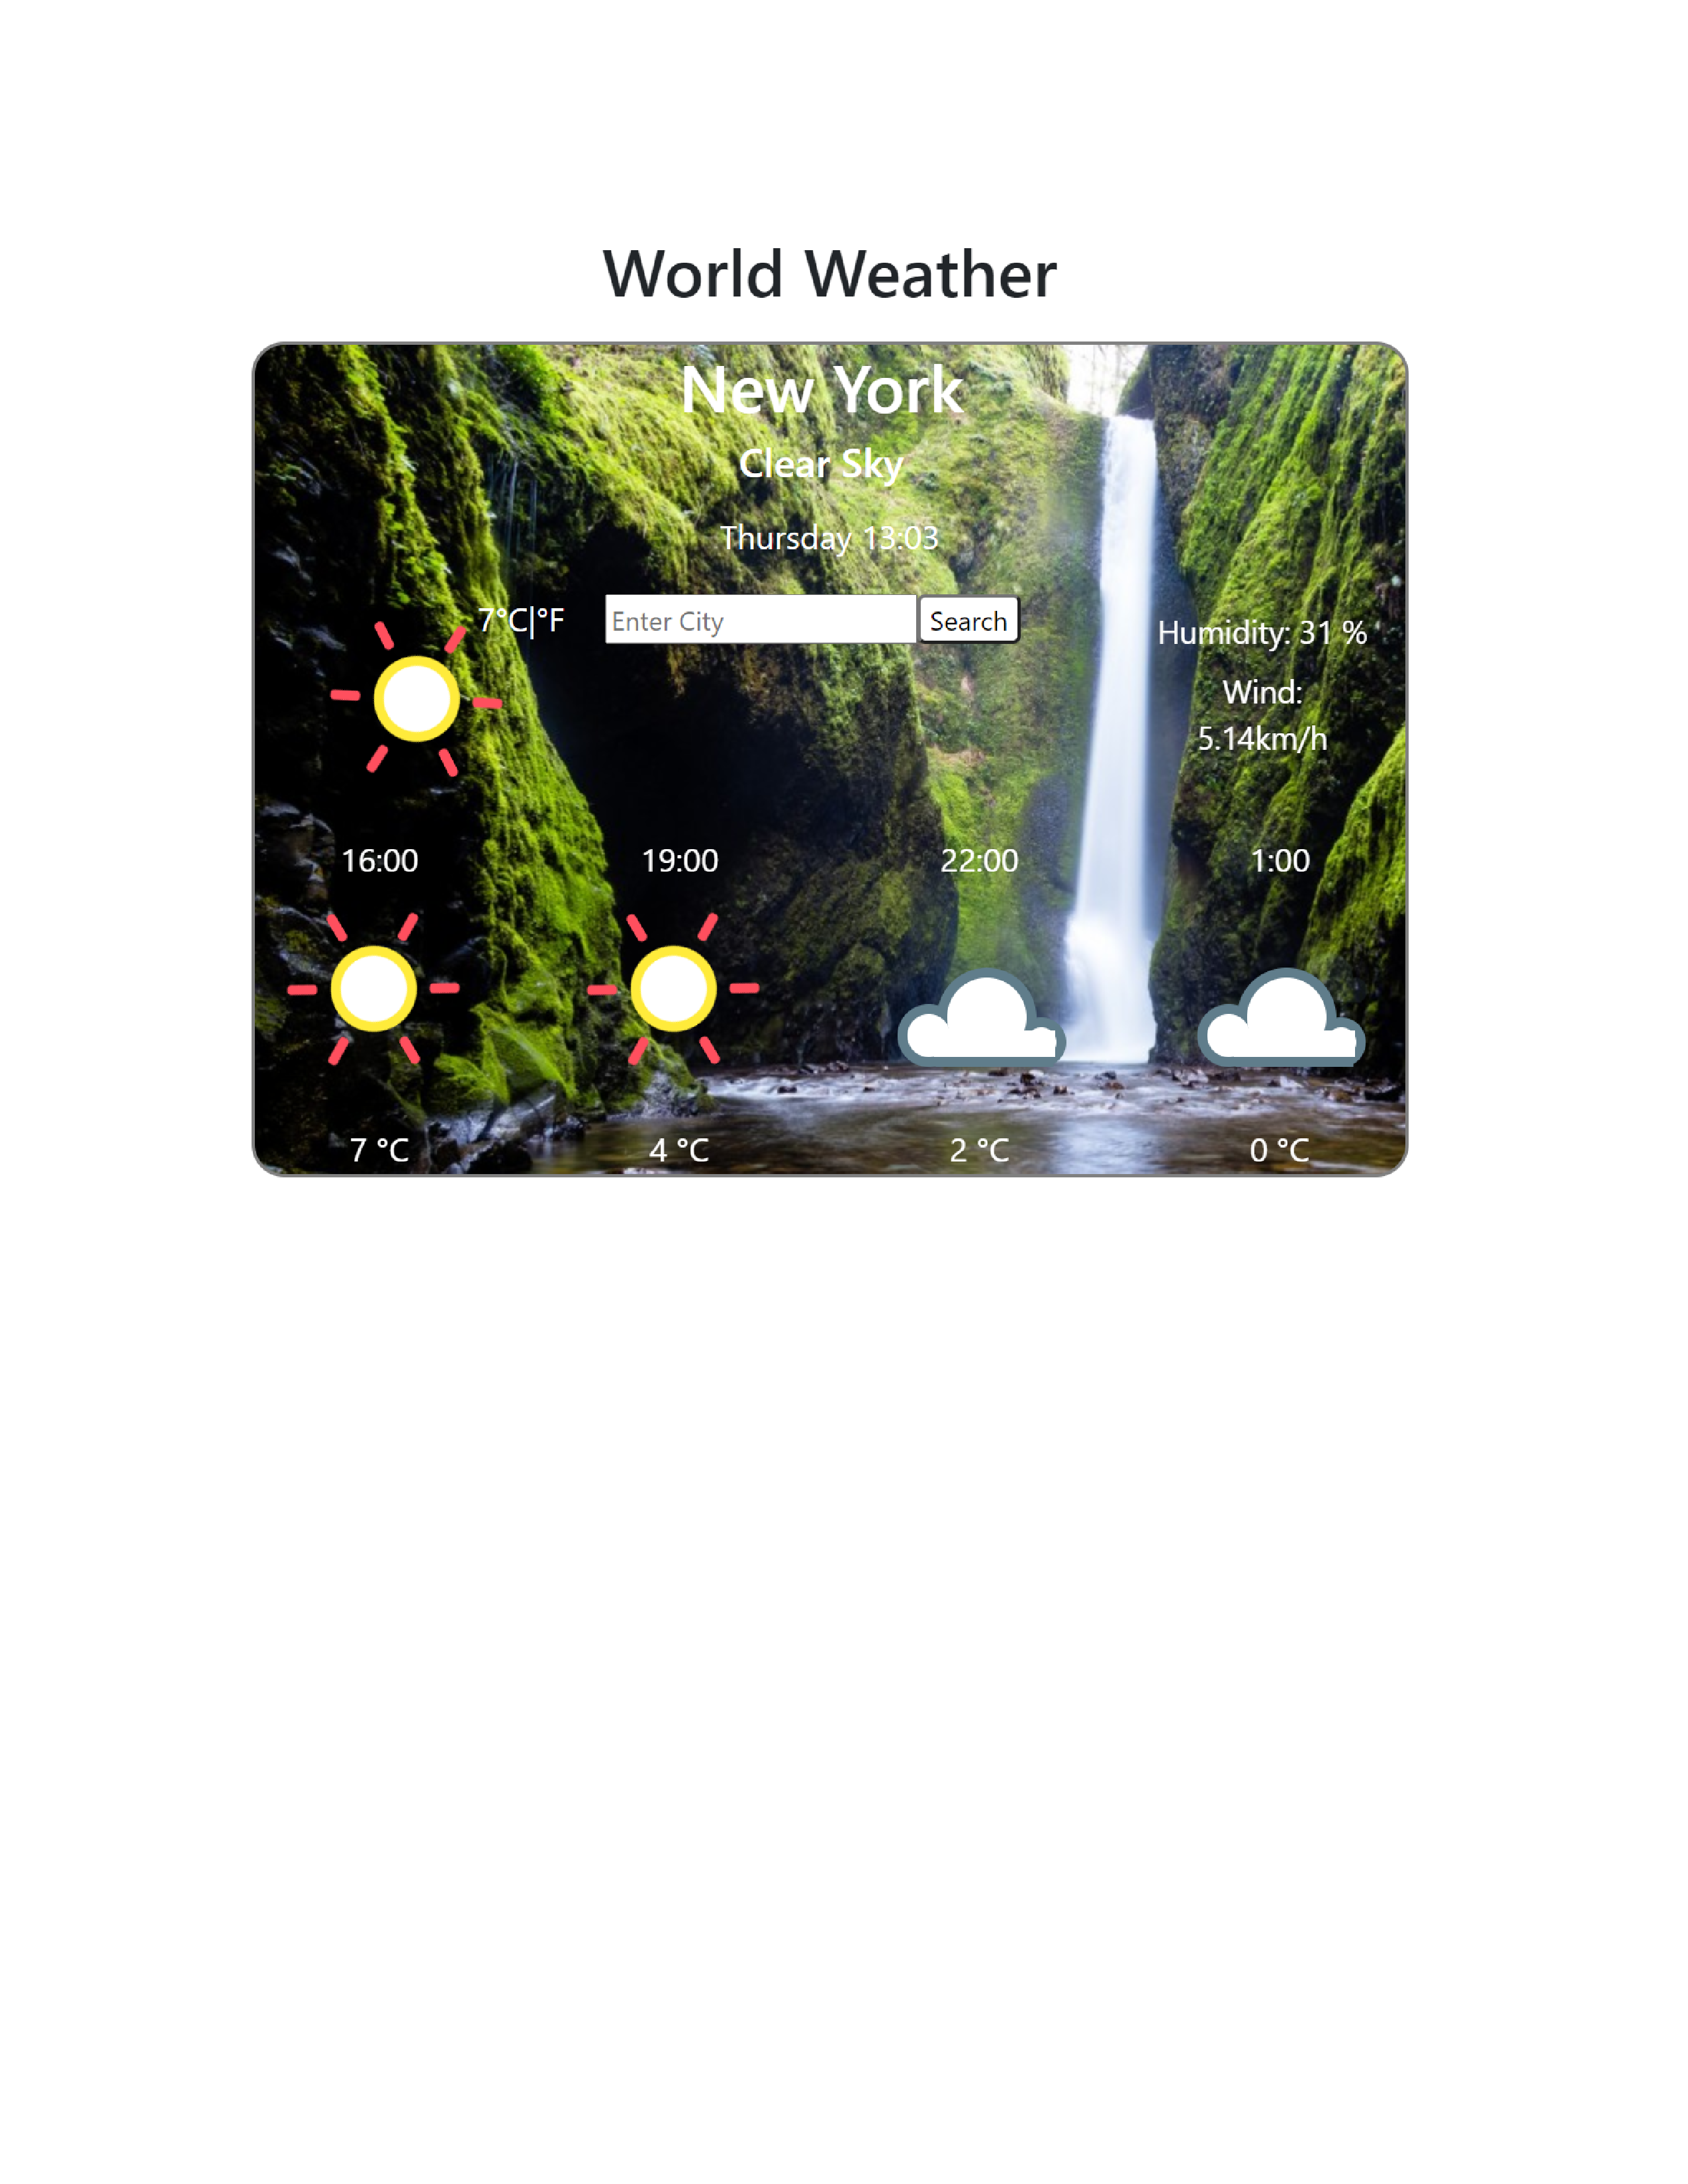 World Weather
New York
Clear Sky
Thursday 13:03
7°C|°F
Enter City
Search
Humidity: 31 %
Wind:
5.14km/h
16:00
19:00
22:00
1:00
7 °C
4 °C
2 °C
0 °C